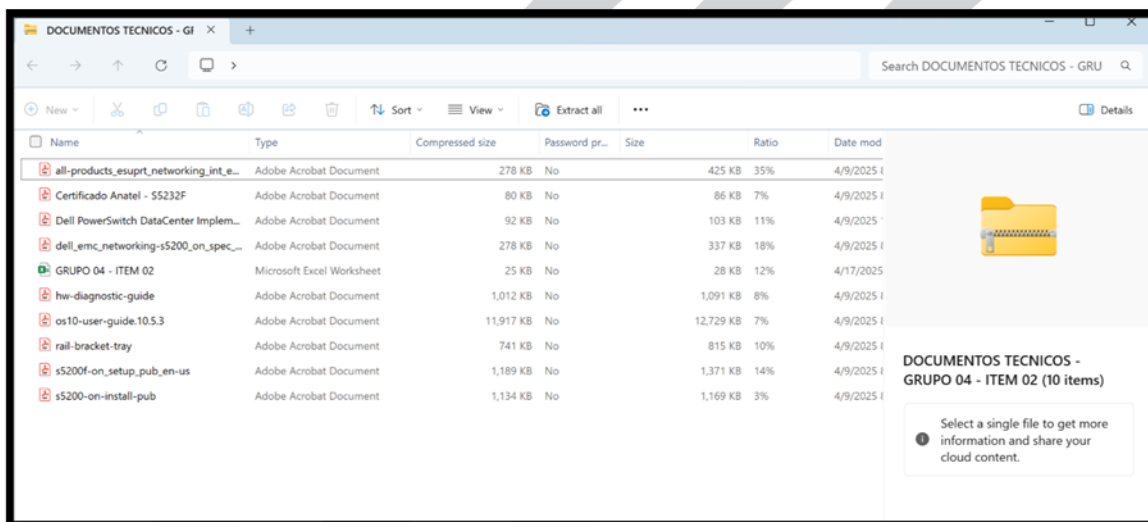 DOCUMENTOS TECNICOS - GF
Search DOCUMENTOS TECNICOS - GRU
New Sort View Extract all ... Details
Name Type Compressed size Password pr... Size Ratio Date mod
all-products_esuprt_networking_int_e... Adobe Acrobat Document 278 KB No 425 KB 35% 4/9/2025
Certificado Anatel - S5232F Adobe Acrobat Document 80 KB No 86 KB 7% 4/9/2025
Dell PowerSwitch DataCenter Implem... Adobe Acrobat Document 92 KB No 103 KB 11% 4/9/2025
dell_emc_networking-s5200_on_spec_... Adobe Acrobat Document 278 KB No 337 KB 18% 4/9/2025
GRUPO 04 - ITEM 02 Microsoft Excel Worksheet 25 KB No 28 KB 12% 4/17/2025
hw-diagnostic-guide Adobe Acrobat Document 1,012 KB No 1,091 KB 8% 4/9/2025
os10-user-guide.10.5.3 Adobe Acrobat Document 11,917 KB No 12,729 KB 7% 4/9/2025
rail-bracket-tray Adobe Acrobat Document 741 KB No 815 KB 10% 4/9/2025
s5200f-on_setup_pub_en-us Adobe Acrobat Document 1,189 KB No 1,371 KB 14% 4/9/2025
s5200-on-install-pub Adobe Acrobat Document 1,134 KB No 1,169 KB 3% 4/9/2025
DOCUMENTOS TECNICOS -
GRUPO 04 - ITEM 02 (10 items)
Select a single file to get more
information and share your
cloud content.